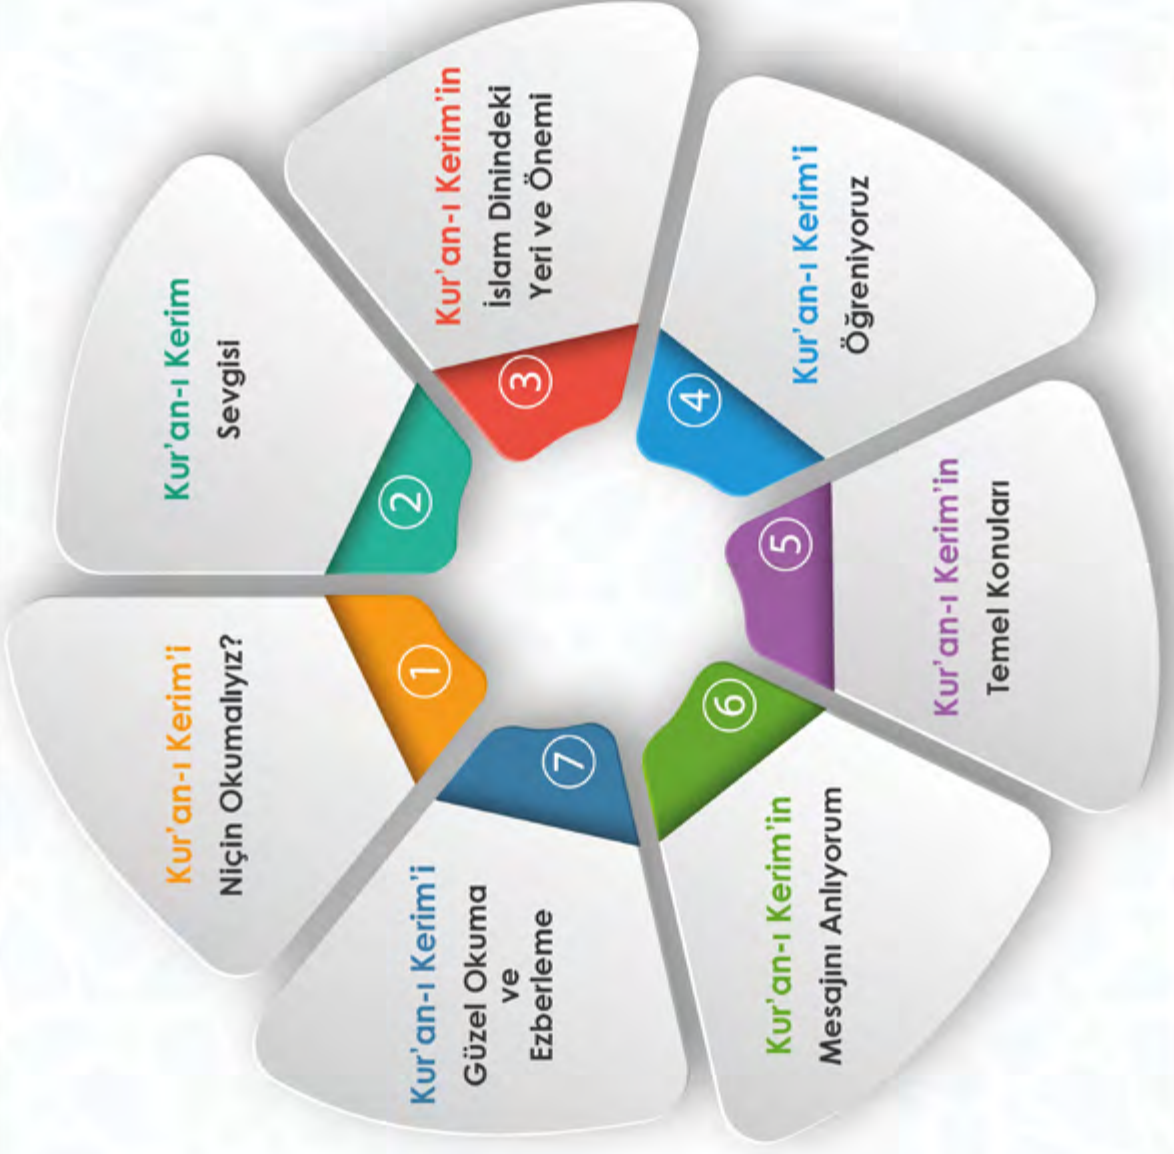 1
Kur'an-ı Kerim'i
Niçin Okumalıyız?
2
Kur'an-ı Kerim
Sevgisi
3
Kur'an-ı Kerim'in
İslam Dinindeki
Yeri ve Önemi
4
Kur'an-ı Kerim'i
Öğreniyoruz
5
Kur'an-ı Kerim'in
Temel Konuları
6
Kur'an-ı Kerim'in
Mesajını Anlıyorum
7
Kur'an-ı Kerim'i
Güzel Okuma
ve
Ezberleme